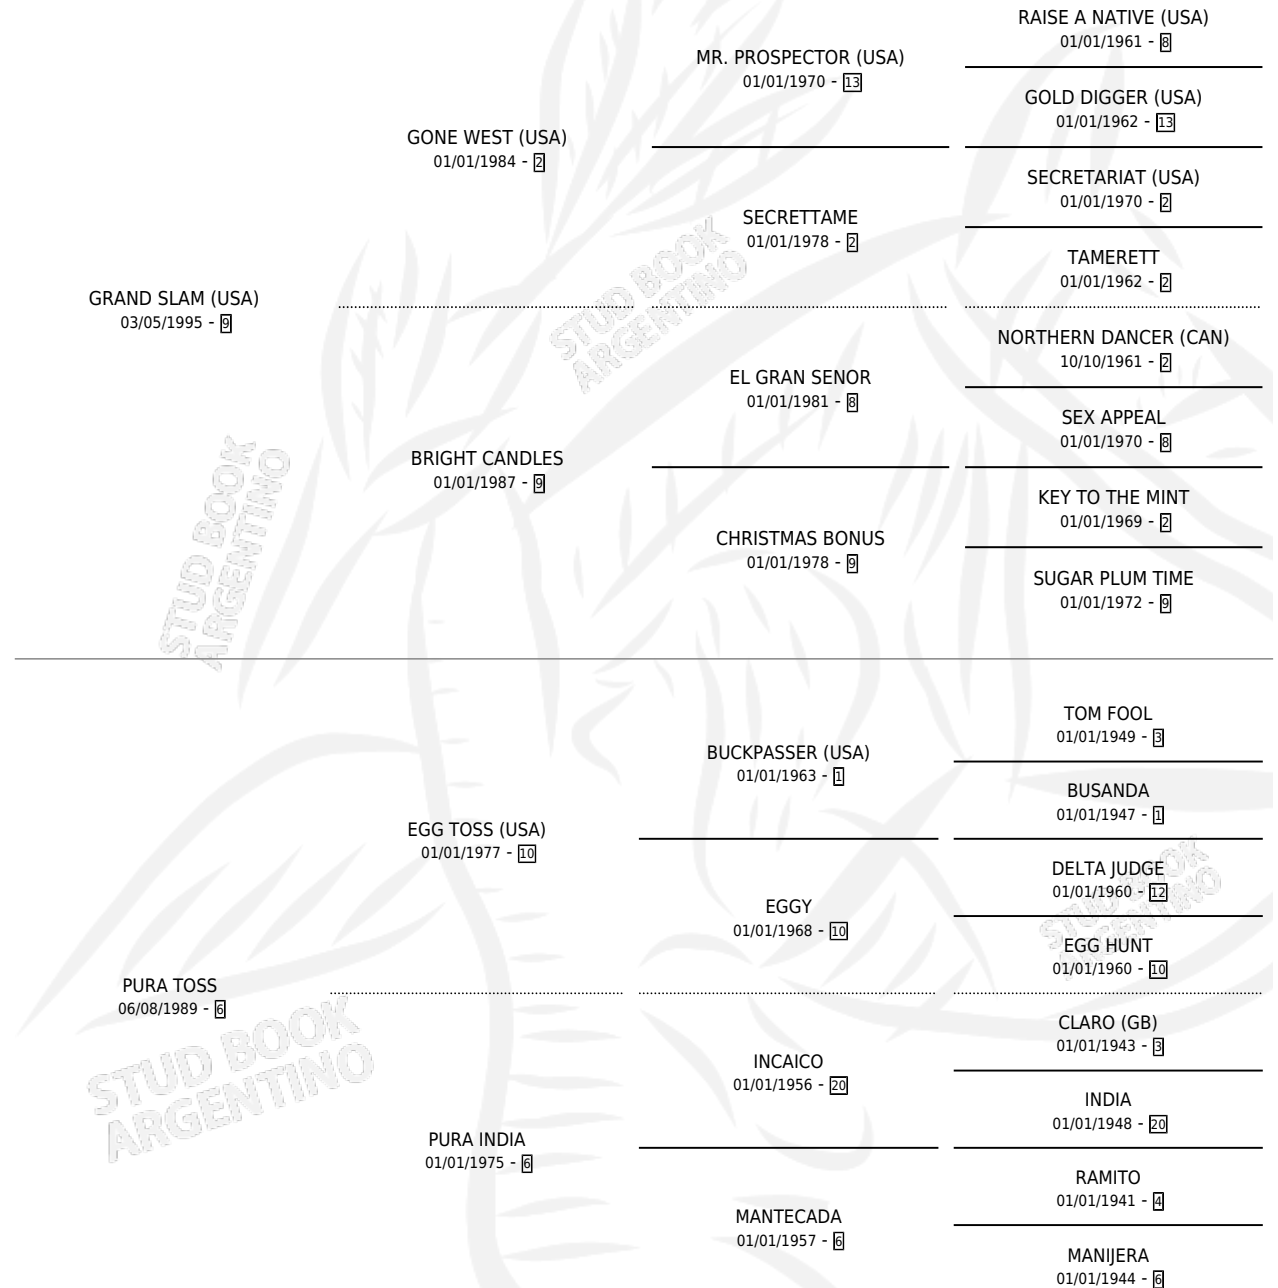 RAISE A NATIVE (USA)
01/01/1961 - 8
MR. PROSPECTOR (USA)
01/01/1970 - 13
GOLD DIGGER (USA)
01/01/1962 - 13
GONE WEST (USA)
01/01/1984 - 2
SECRETARIAT (USA)
01/01/1970 - 2
SECRETTAME
01/01/1978 - 2
TAMERETT
01/01/1962 - 2
GRAND SLAM (USA)
03/05/1995 - 9
NORTHERN DANCER (CAN)
10/10/1961 - 2
EL GRAN SENOR
01/01/1981 - 8
SEX APPEAL
01/01/1970 - 8
BRIGHT CANDLES
01/01/1987 - 9
KEY TO THE MINT
01/01/1969 - 2
CHRISTMAS BONUS
01/01/1978 - 9
SUGAR PLUM TIME
01/01/1972 - 9
TOM FOOL
01/01/1949 - 3
BUCKPASSER (USA)
01/01/1963 - 1
BUSANDA
01/01/1947 - 1
EGG TOSS (USA)
01/01/1977 - 10
DELTA JUDGE
01/01/1960 - 12
EGGY
01/01/1968 - 10
EGG HUNT
01/01/1960 - 10
PURA TOSS
06/08/1989 - 6
CLARO (GB)
01/01/1943 - 3
INCAICO
01/01/1956 - 20
INDIA
01/01/1948 - 20
PURA INDIA
01/01/1975 - 6
RAMITO
01/01/1941 - 4
MANTECADA
01/01/1957 - 6
MANIJERA
01/01/1944 - 6
STUD BOOK
ARGENTINO
STUD BOOK
ARGENTINO
STUD BOOK
ARGENTINO
STUD BOOK
ARGENTINO